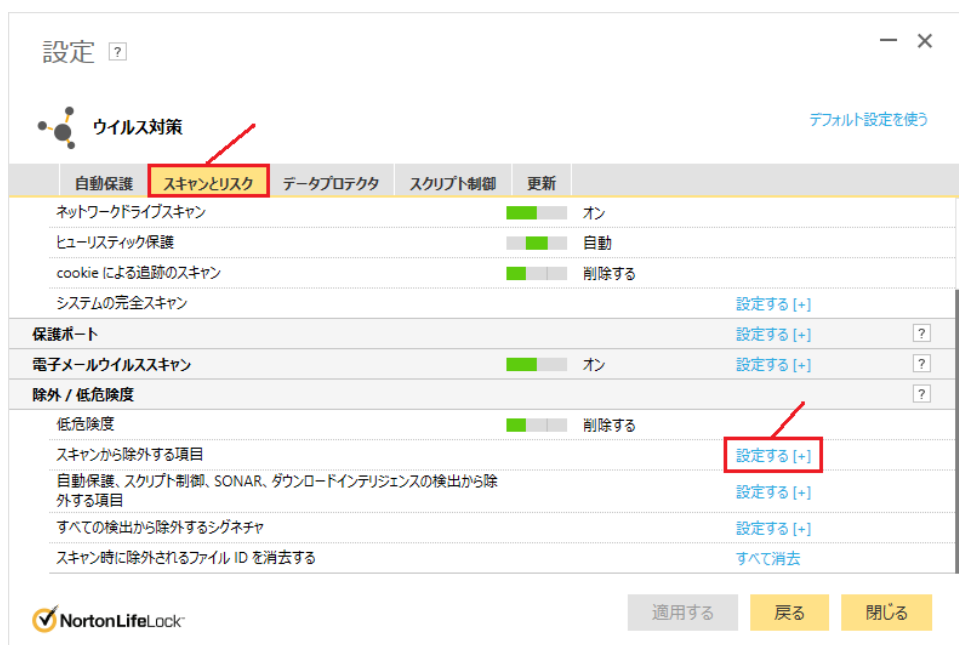 設定 ?
ウイルス対策
デフォルト設定を使う
自動保護 スキャンとリスク データプロテクタ スクリプト制御 更新
ネットワークドライブスキャン オン
ヒューリスティック保護 自動
cookie による追跡のスキャン 削除する
システムの完全スキャン 設定する [+]
保護ポート 設定する [+] ?
電子メールウイルススキャン オン 設定する [+] ?
除外 / 低危険度 ?
低危険度 削除する
スキャンから除外する項目 設定する [+]
自動保護、スクリプト制御、SONAR、ダウンロードインテリジェンスの検出から除
外する項目 設定する [+]
すべての検出から除外するシグネチャ 設定する [+]
スキャン時に除外されるファイル ID を消去する すべて消去
NortonLifeLock 適用する 戻る 閉じる